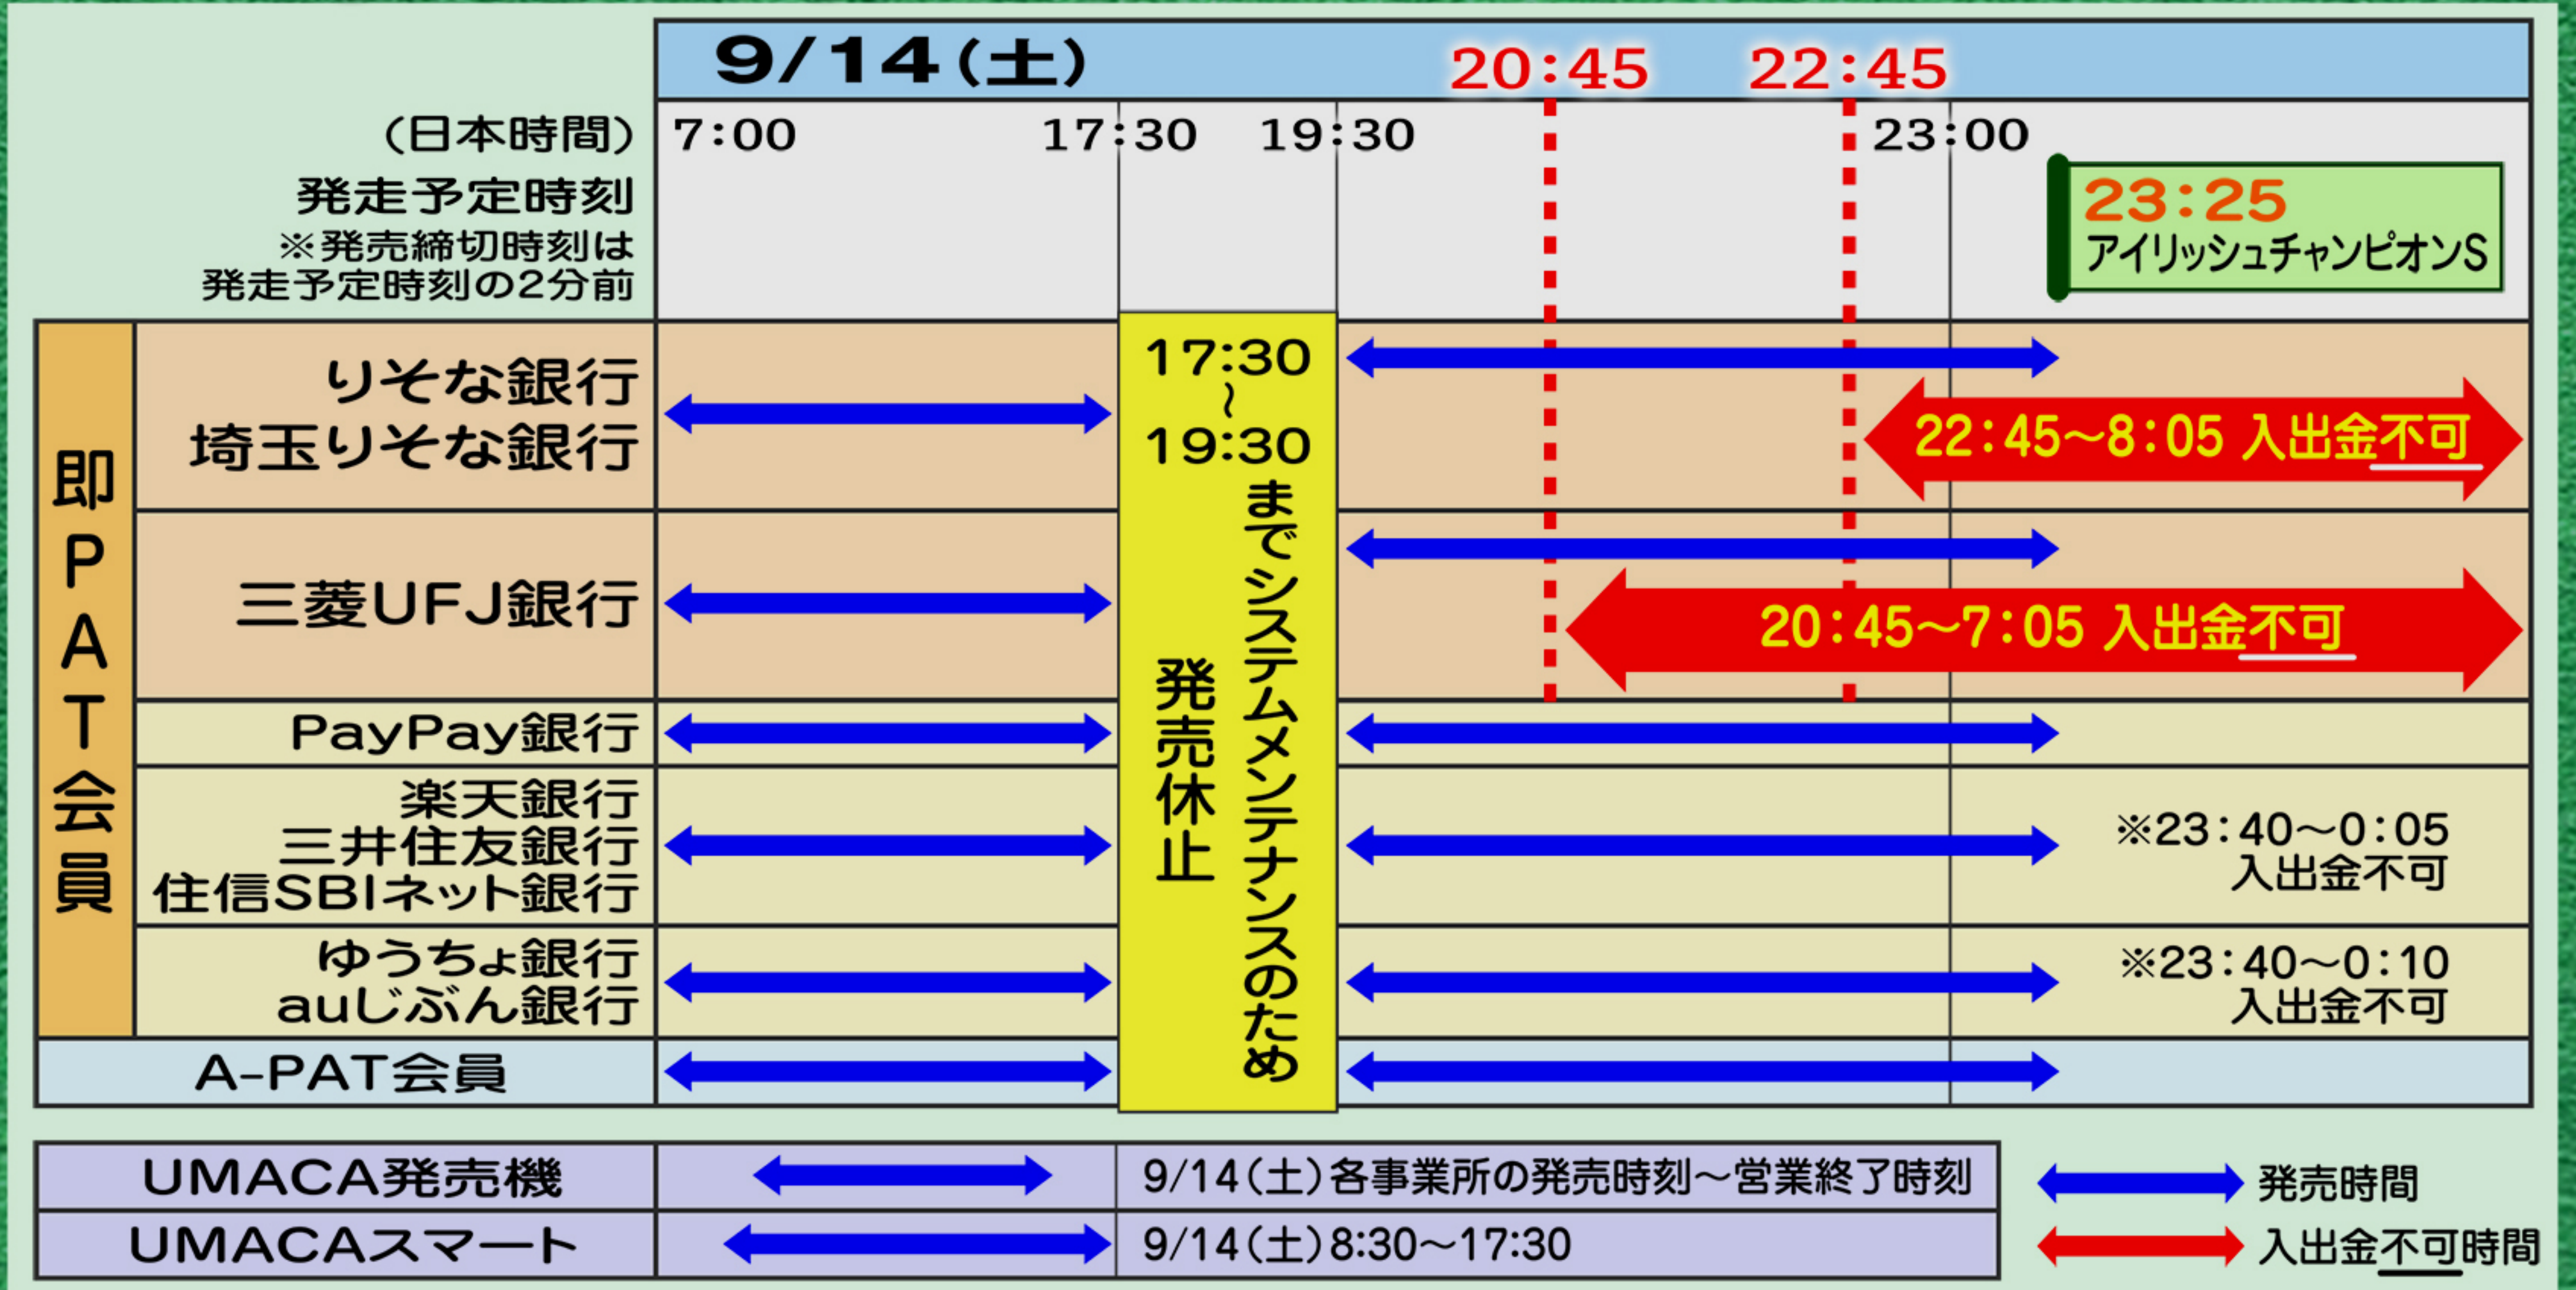 9/14(土)
20:45
22:45
(日本時間)
7:00
17:30
19:30
23:00
発走予定時刻
※発売締切時刻は
発走予定時刻の2分前
23:25
アイリッシュチャンピオンS
即PAT会員
りそな銀行
埼玉りそな銀行
17:30
~
19:30
までシステムメンテナンスのため
発売休止
22:45~8:05 入出金不可
三菱UFJ銀行
20:45~7:05 入出金不可
PayPay銀行
楽天銀行
三井住友銀行
住信SBIネット銀行
※23:40~0:05
入出金不可
ゆうちょ銀行
auじぶん銀行
※23:40~0:10
入出金不可
A-PAT会員
UMACA発売機
9/14(土)各事業所の発売時刻~営業終了時刻
UMACAスマート
9/14(土)8:30~17:30
発売時間
入出金不可時間